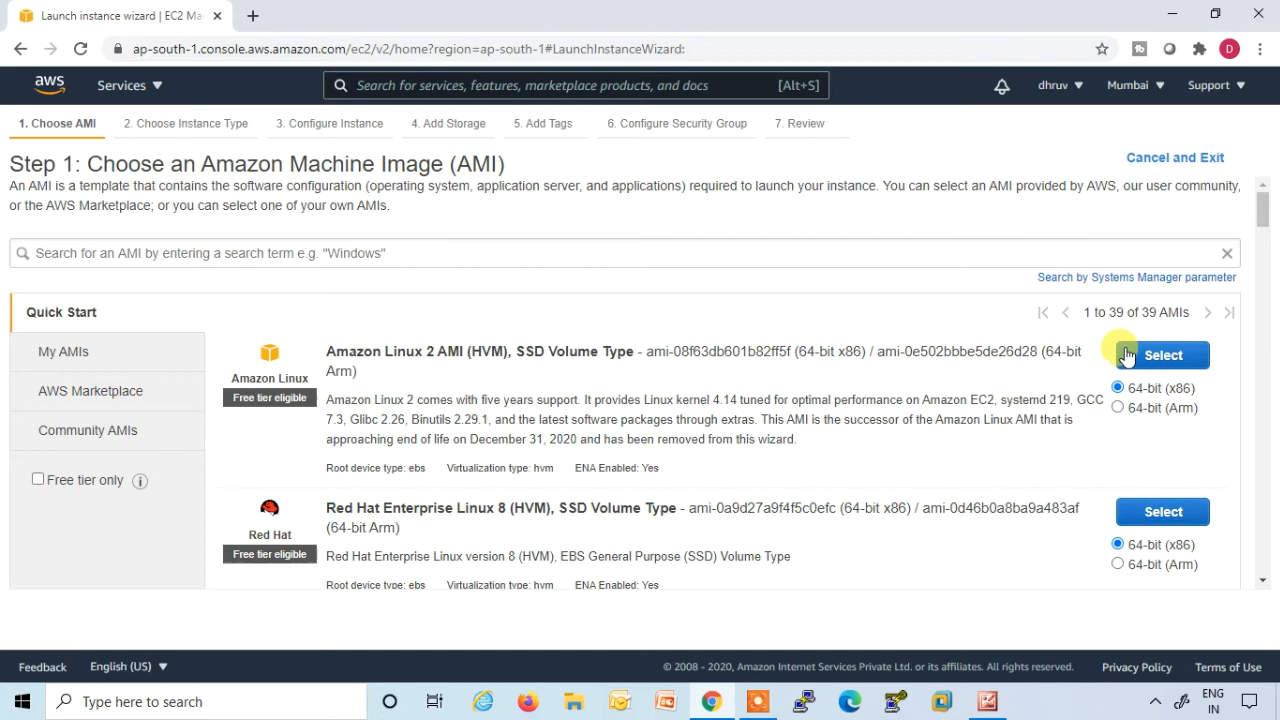 Launch instance wizard | EC2 Ma
ap-south-1.console.aws.amazon.com/ec2/v2/home?region=ap-south-1#LaunchInstanceWizard:
D
aws
Services
Search for services, features, marketplace products, and docs [Alt+S]
dhruv
Mumbai
Support
1. Choose AMI
2. Choose Instance Type
3. Configure Instance
4. Add Storage
5. Add Tags
6. Configure Security Group
7. Review
Step 1: Choose an Amazon Machine Image (AMI)
Cancel and Exit
An AMI is a template that contains the software configuration (operating system, application server, and applications) required to launch your instance. You can select an AMI provided by AWS, our user community,
or the AWS Marketplace; or you can select one of your own AMIs.
Search for an AMI by entering a search term e.g. "Windows"
Search by Systems Manager parameter
Quick Start
My AMIs
AWS Marketplace
Community AMIs
Free tier only
1 to 39 of 39 AMIs
Amazon Linux
Free tier eligible
Amazon Linux 2 AMI (HVM), SSD Volume Type - ami-08f63db601b82ff5f (64-bit x86) / ami-0e502bbbe5de26d28 (64-bit
Arm)
Amazon Linux 2 comes with five years support. It provides Linux kernel 4.14 tuned for optimal performance on Amazon EC2, systemd 219, GCC
7.3, Glibc 2.26, Binutils 2.29.1, and the latest software packages through extras. This AMI is the successor of the Amazon Linux AMI that is
approaching end of life on December 31, 2020 and has been removed from this wizard.
Root device type: ebs Virtualization type: hvm ENA Enabled: Yes
Select
64-bit (x86)
64-bit (Arm)
Red Hat
Free tier eligible
Red Hat Enterprise Linux 8 (HVM), SSD Volume Type - ami-0a9d27a9f4f5c0efc (64-bit x86) / ami-0d46b0a8ba9a483af
(64-bit Arm)
Red Hat Enterprise Linux version 8 (HVM), EBS General Purpose (SSD) Volume Type
Root device type: ebs Virtualization type: hvm ENA Enabled: Yes
Select
64-bit (x86)
64-bit (Arm)
Feedback
English (US)
© 2008 - 2020, Amazon Internet Services Private Ltd. or its affiliates. All rights reserved.
Privacy Policy
Terms of Use
Type here to search
ENG
IN